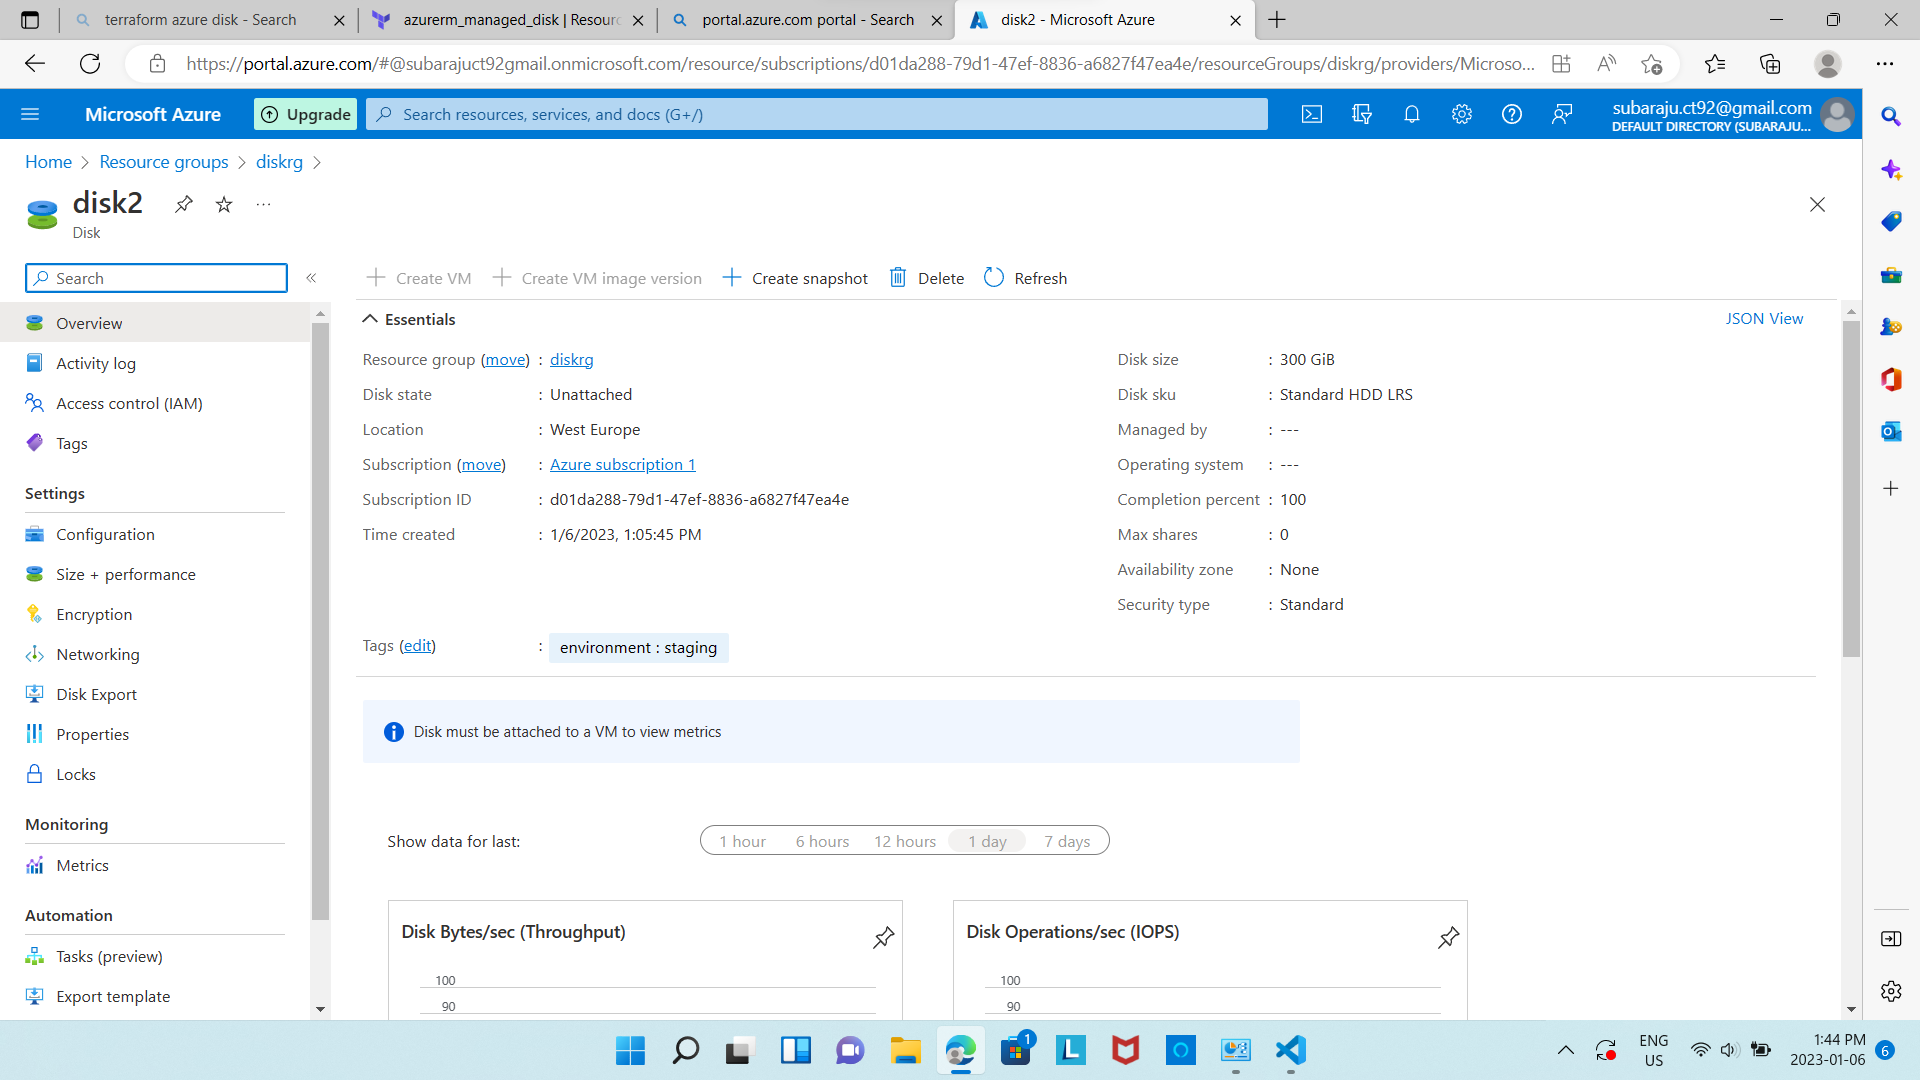 terraform azure disk - Search
azurerm_managed_disk | Resourc
portal.azure.com portal - Search
disk2 - Microsoft Azure
https://portal.azure.com/#@subarajuct92gmail.onmicrosoft.com/resource/subscriptions/d01da288-79d1-47ef-8836-a6827f47ea4e/resourceGroups/diskrg/providers/Microso...
Microsoft Azure
Upgrade
Search resources, services, and docs (G+/)
subaraju.ct92@gmail.com
DEFAULT DIRECTORY (SUBARAJU...
Home > Resource groups > diskrg >
disk2
Disk
Search
Create VM
Create VM image version
Create snapshot
Delete
Refresh
Overview
Activity log
Access control (IAM)
Tags
Settings
Configuration
Size + performance
Encryption
Networking
Disk Export
Properties
Locks
Monitoring
Metrics
Automation
Tasks (preview)
Export template
Essentials
JSON View
Resource group (move) : diskrg
Disk state : Unattached
Location : West Europe
Subscription (move) : Azure subscription 1
Subscription ID : d01da288-79d1-47ef-8836-a6827f47ea4e
Time created : 1/6/2023, 1:05:45 PM
Disk size : 300 GiB
Disk sku : Standard HDD LRS
Managed by : ---
Operating system : ---
Completion percent : 100
Max shares : 0
Availability zone : None
Security type : Standard
Tags (edit) : environment : staging
Disk must be attached to a VM to view metrics
Show data for last:
1 hour
6 hours
12 hours
1 day
7 days
Disk Bytes/sec (Throughput)
100
90
Disk Operations/sec (IOPS)
100
90
1
L
ENG
US
1:44 PM
2023-01-06
6